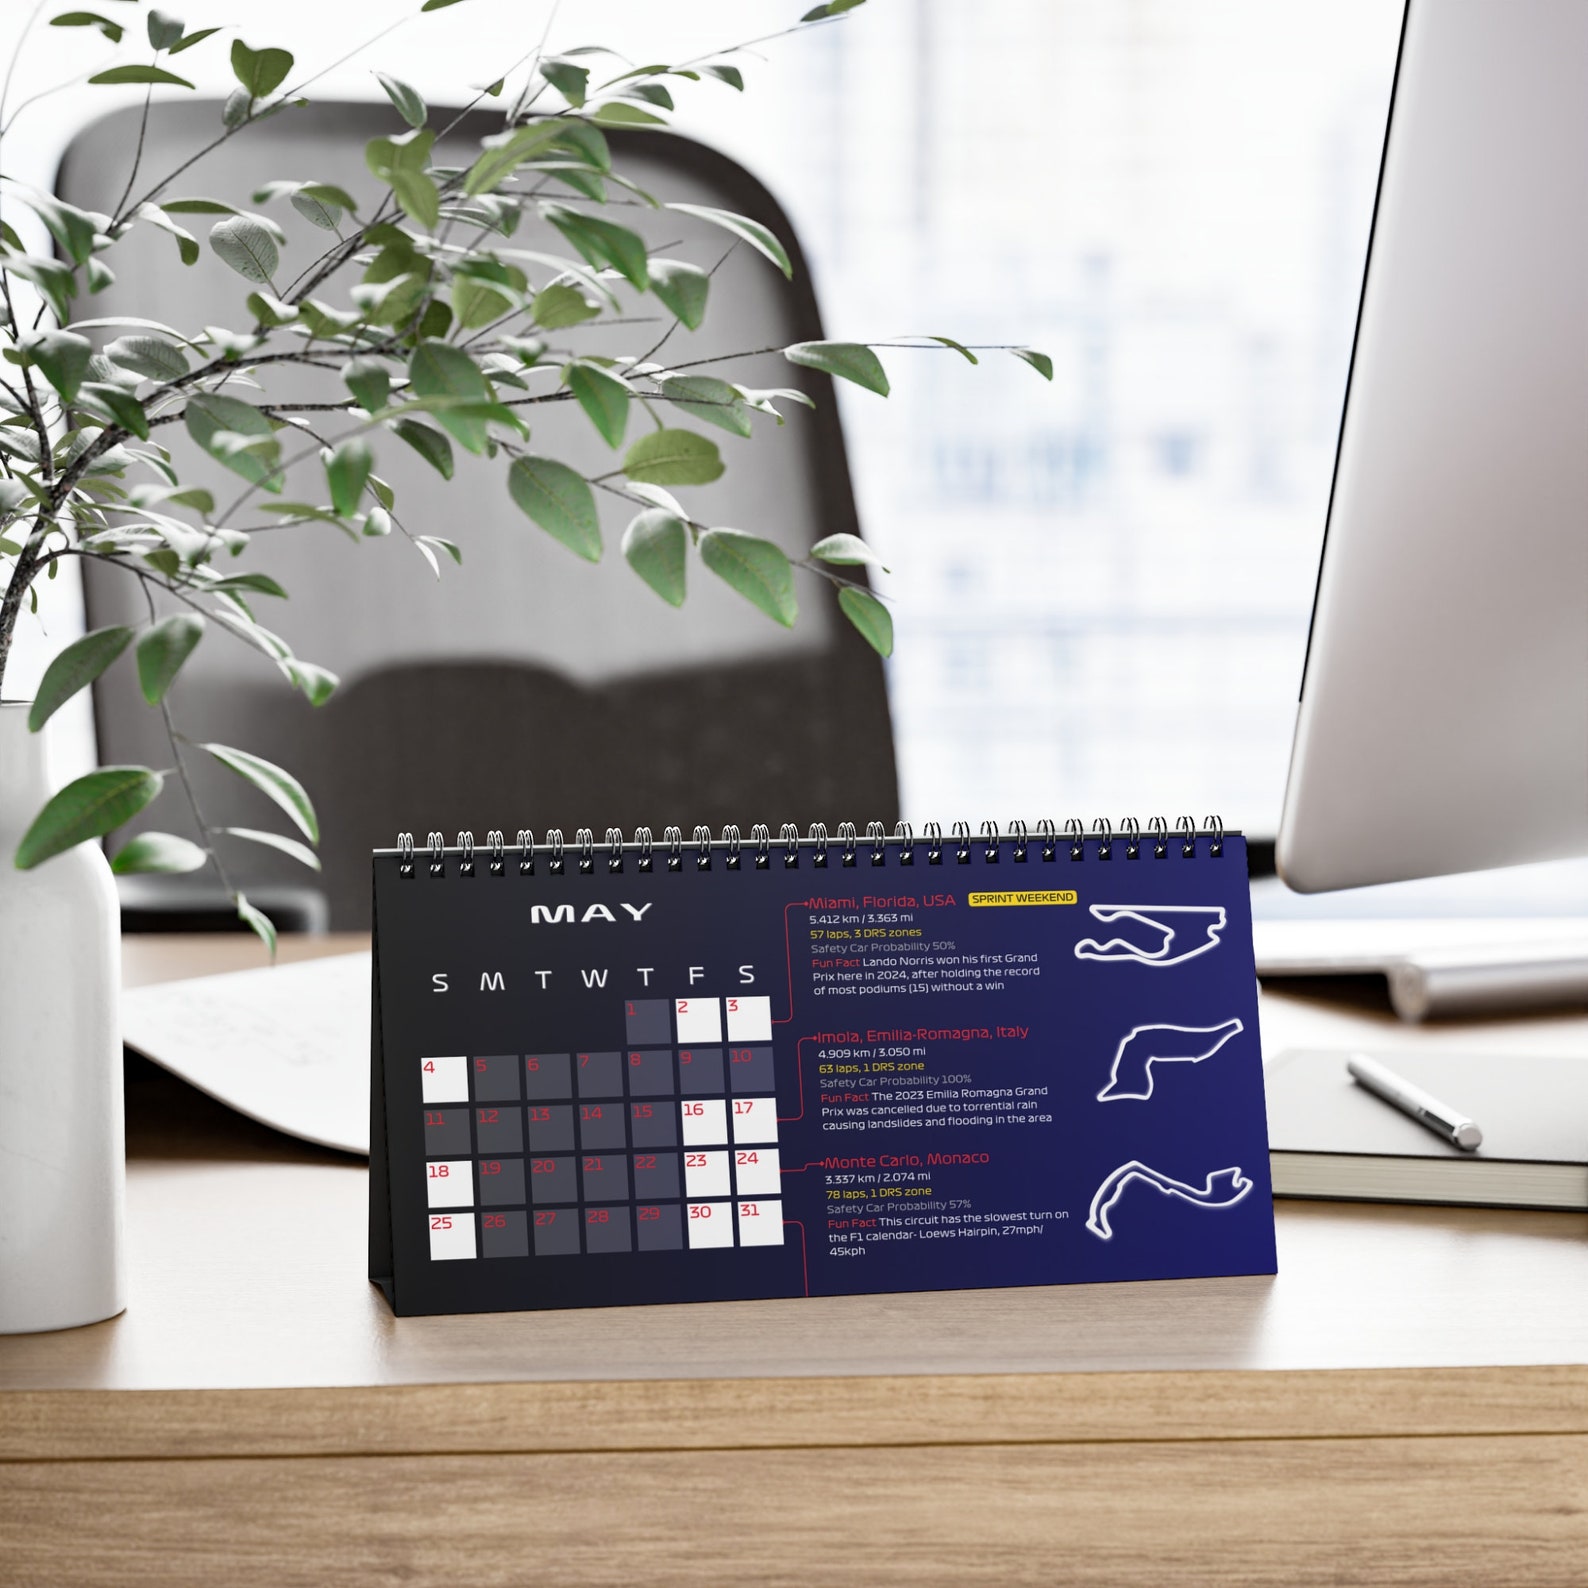 MAY
S M T W T F S
1 2 3
4 5 6 7 8 9 10
11 12 13 14 15 16 17
18 19 20 21 22 23 24
25 26 27 28 29 30 31
Miami, Florida, USA SPRINT WEEKEND
5.412 km / 3.363 mi
57 laps, 3 DRS zones
Safety Car Probability 50%
Fun Fact Lando Norris won his first Grand
Prix here in 2024, after holding the record
of most podiums (15) without a win
Imola, Emilia-Romagna, Italy
4.909 km / 3.050 mi
63 laps, 1 DRS zone
Safety Car Probability 100%
Fun Fact The 2023 Emilia Romagna Grand
Prix was cancelled due to torrential rain
causing landslides and flooding in the area
Monte Carlo, Monaco
3.337 km / 2.074 mi
78 laps, 1 DRS zone
Safety Car Probability 57%
Fun Fact This circuit has the slowest turn on
the F1 calendar- Loews Hairpin, 27mph/
45kph